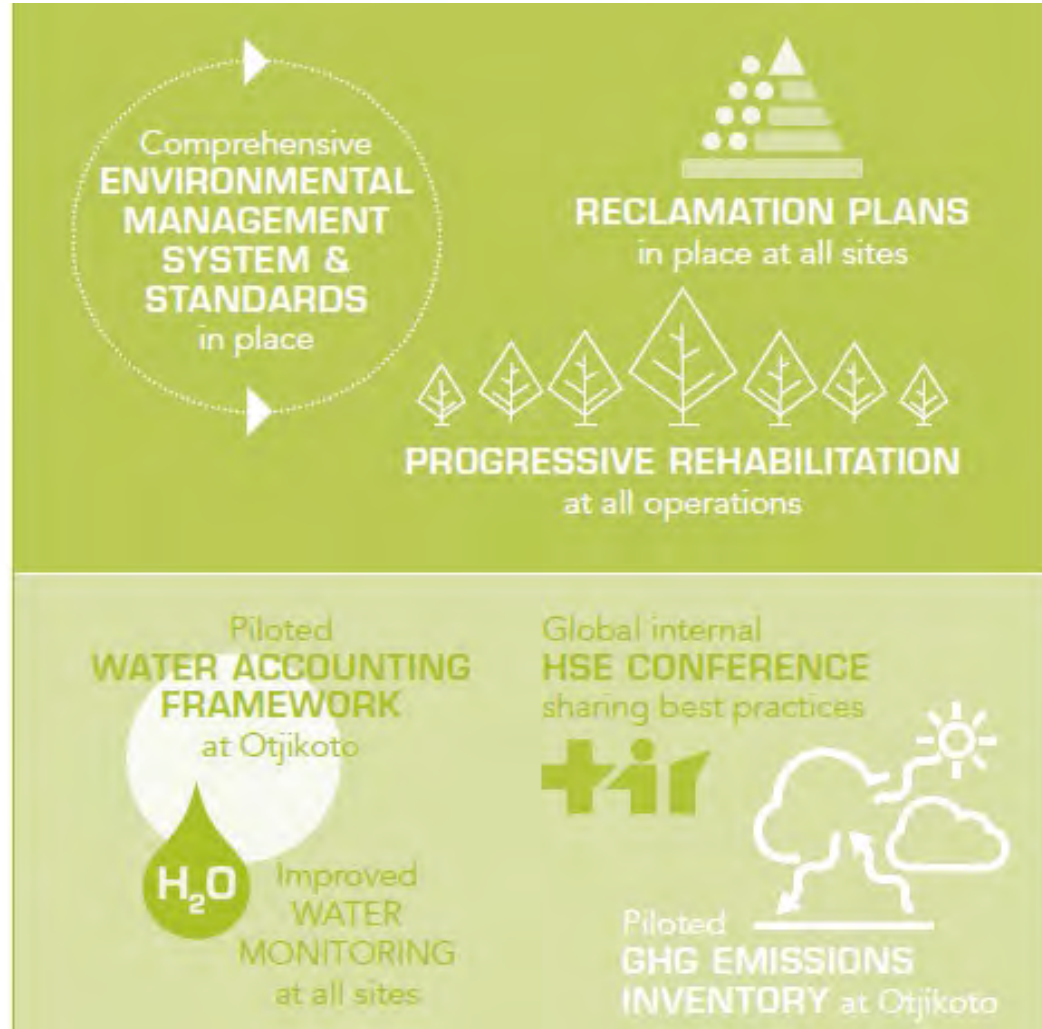 Comprehensive
ENVIRONMENTAL
MANAGEMENT
SYSTEM &
STANDARDS
in place
RECLAMATION PLANS
in place at all sites
PROGRESSIVE REHABILITATION
at all operations
Piloted
WATER ACCOUNTING
FRAMEWORK
at Otjikoto
H₂O
Improved
WATER
MONITORING
at all sites
Global internal
HSE CONFERENCE
sharing best practices
Piloted
GHG EMISSIONS
INVENTORY at Otjikoto